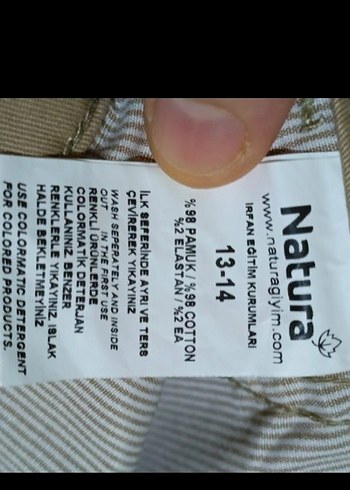 Natura
www.naturagiyim.com
IRFAN EĞİTİM KURUMLARI
13-14
%98 PAMUK / %98 COTTON
%2 ELASTAN / %2 EA
İLK SEFERİNDE AYRI VE TERS
ÇEVİREREK YIKAYINIZ
WASH SEPERATELY AND INSIDE
OUT IN THE FIRST USE
RENKLİ ÜRÜNLERDE
COLORMATİK DETERJAN
KULLANINIZ. BENZER
RENKLERLE YIKAYINIZ. ISLAK
HALDE BEKLETMEYİNİZ
USE COLORMATIC DETERGENT
FOR COLORED PRODUCTS.